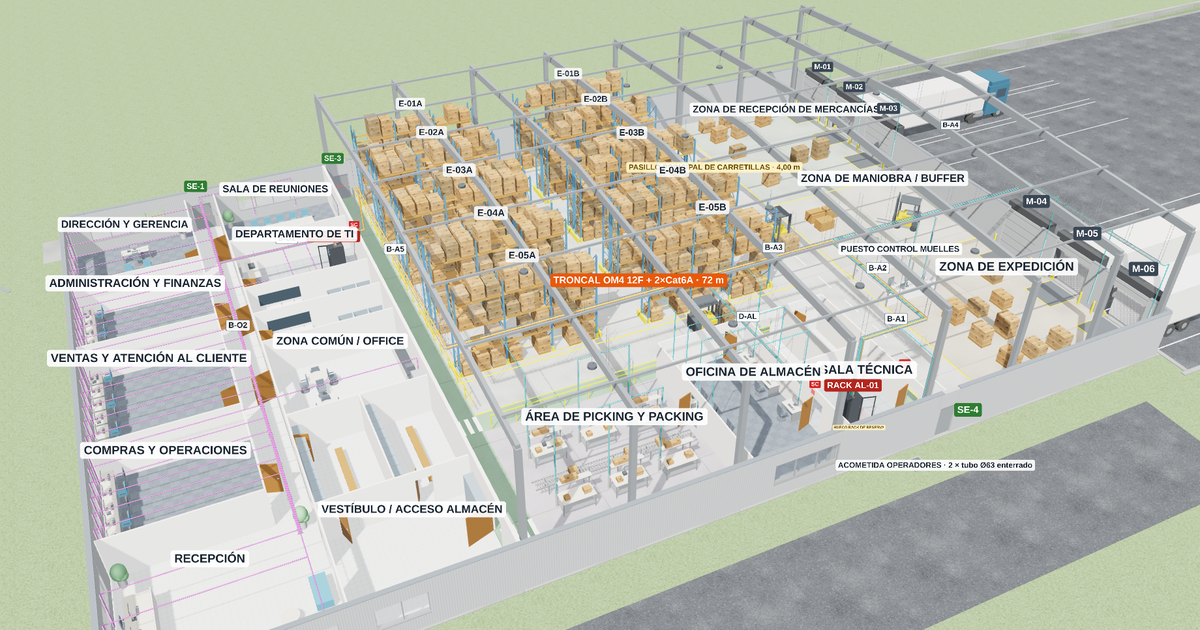 M-01
E-01B
M-02
E-01A
E-02B
ZONA DE RECEPCIÓN DE MERCANCÍAS
M-03
B-A4
E-02A
E-03B
SE-3
PASILLO
PAL DE CARRETILLAS · 4,00 m
E-03A
E-04B
ZONA DE MANIOBRA / BUFFER
SE-1
SALA DE REUNIONES
M-04
E-04A
E-05B
DIRECCIÓN Y GERENCIA
SC
DEPARTAMENTO DE TI
M-05
B-A5
B-A3
PUESTO CONTROL MUELLES
E-05A
B-A2
ZONA DE EXPEDICIÓN
M-06
ADMINISTRACIÓN Y FINANZAS
TRONCAL OM4 12F + 2×Cat6A · 72 m
D-AL
B-A1
B-O2
ZONA COMÚN / OFFICE
VENTAS Y ATENCIÓN AL CLIENTE
OFICINA DE ALMACÉN
SALA TÉCNICA
SC
RACK AL-01
SE-4
ÁREA DE PICKING Y PACKING
COMPRAS Y OPERACIONES
ACOMETIDA OPERADORES · 2 × tubo Ø63 enterrado
VESTÍBULO / ACCESO ALMACÉN
RECEPCIÓN